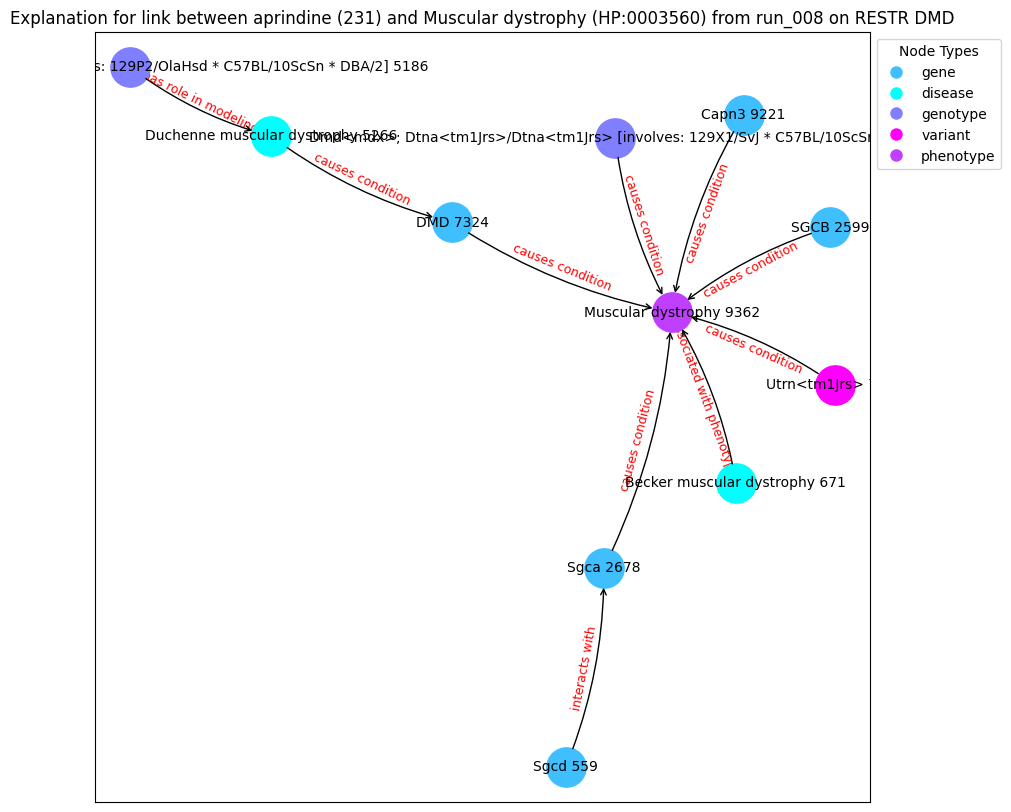 Explanation for link between aprindine (231) and Muscular dystrophy (HP:0003560) from run_008 on RESTR DMD
Node Types
gene
disease
genotype
variant
phenotype
s: 129P2/OlaHsd * C57BL/10ScSn * DBA/2] 5186
as role in modeling
Capn3 9221
Duchenne muscular dystrophy 5266
Dmd<mdx>; Dtna<tm1Jrs>/Dtna<tm1Jrs> [involves: 129X1/SvJ * C57BL/10ScSn
causes condition
causes condition
causes condition
DMD 7324
SGCB 2599
causes condition
causes condition
Muscular dystrophy 9362
causes condition
Utrn<tm1Jrs>
sociated with phenotyp
causes condition
Becker muscular dystrophy 671
Sgca 2678
interacts with
Sgcd 559